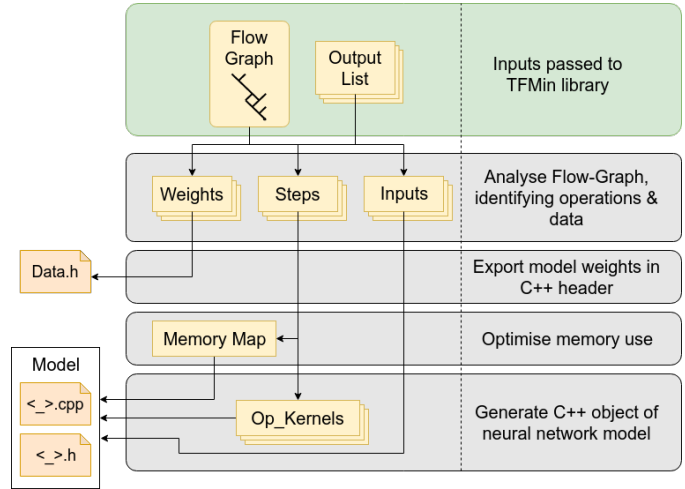 Flow
Graph
Output
List
Inputs passed to
TFMin library
Weights
Steps
Inputs
Analyse Flow-Graph,
identifying operations &
data
Data.h
Export model weights in
C++ header
Memory Map
Optimise memory use
Model
<_>.cpp
<_>.h
Op_Kernels
Generate C++ object of
neural network model